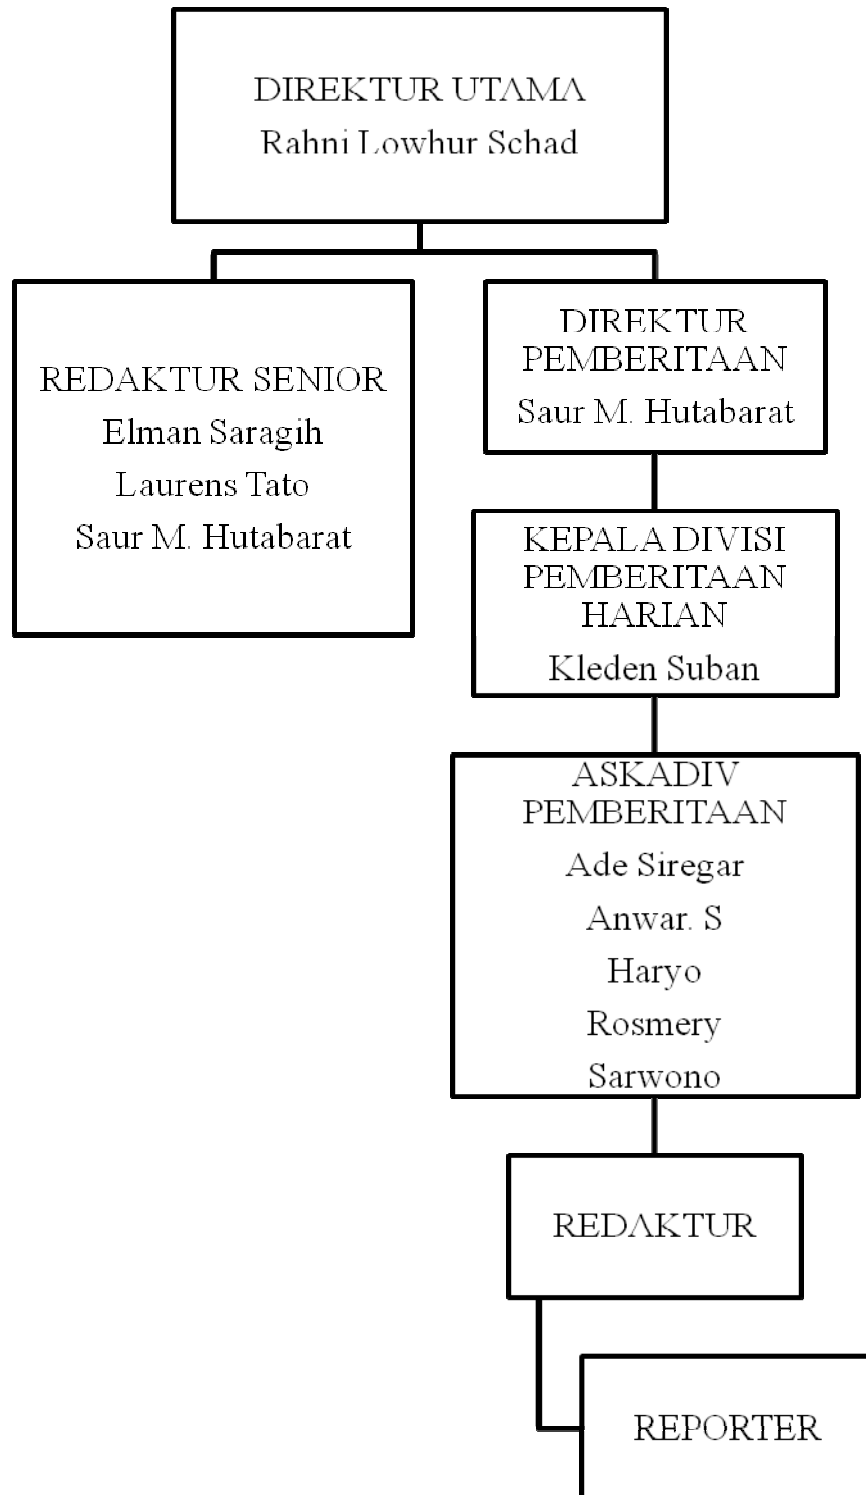 DIREKTUR UTAMA
Rahni Lowhur Schad
REDAKTUR SENIOR
Elman Saragih
Laurens Tato
Saur M. Hutabarat
DIREKTUR
PEMBERITAAN
Saur M. Hutabarat
KEPALA DIVISI
PEMBERITAAN
HARIAN
Kleden Suban
ASKADIV
PEMBERITAAN
Ade Siregar
Anwar. S
Haryo
Rosmery
Sarwono
REDAKTUR
REPORTER